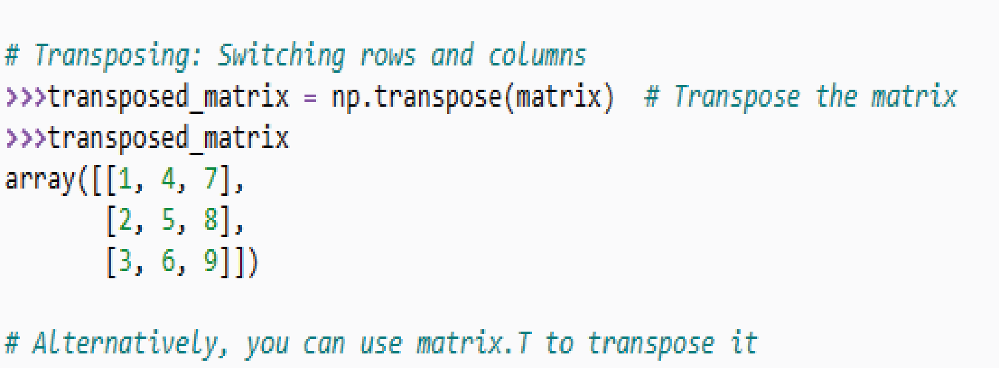 # Transposing: Switching rows and columns
>>>transposed_matrix = np.transpose(matrix)  # Transpose the matrix
>>>transposed_matrix
array([[1, 4, 7],
       [2, 5, 8],
       [3, 6, 9]])
# Alternatively, you can use matrix.T to transpose it